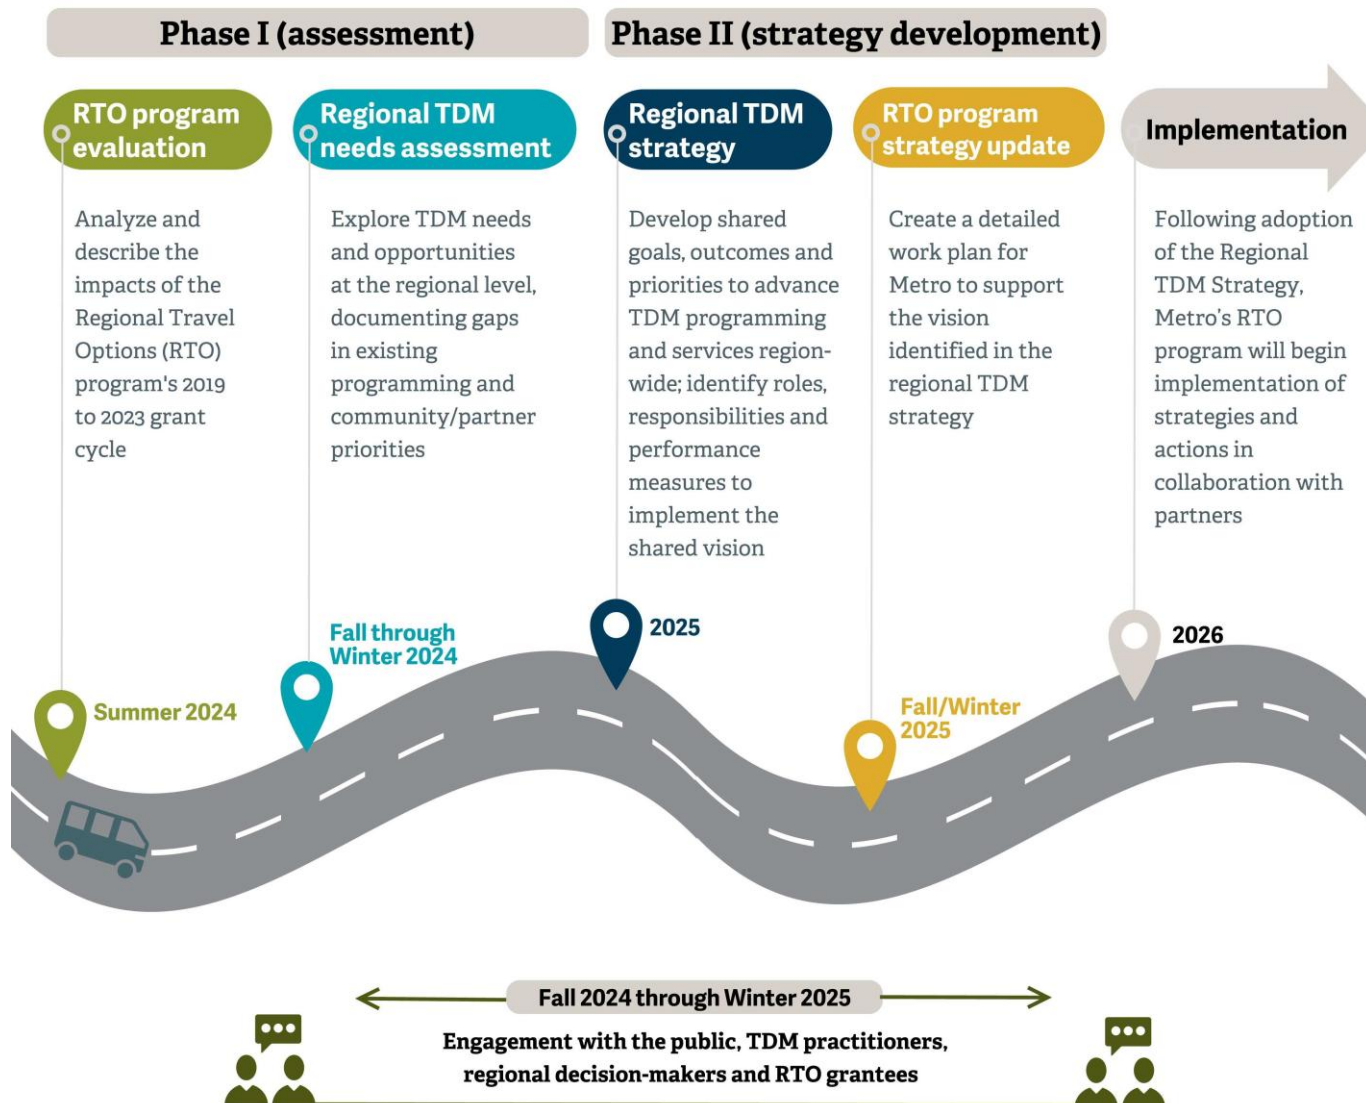 Phase I (assessment)
Phase II (strategy development)
RTO program
evaluation
Analyze and
describe the
impacts of the
Regional Travel
Options (RTO)
program's 2019
to 2023 grant
cycle
Summer 2024
Regional TDM
needs assessment
Explore TDM needs
and opportunities
at the regional level,
documenting gaps
in existing
programming and
community/partner
priorities
Fall through
Winter 2024
Regional TDM
strategy
Develop shared
goals, outcomes and
priorities to advance
TDM programming
and services region-
wide; identify roles,
responsibilities and
performance
measures to
implement the
shared vision
2025
RTO program
strategy update
Create a detailed
work plan for
Metro to support
the vision
identified in the
regional TDM
strategy
Fall/Winter
2025
Implementation
Following adoption
of the Regional
TDM Strategy,
Metro’s RTO
program will begin
implementation of
strategies and
actions in
collaboration with
partners
2026
Fall 2024 through Winter 2025
Engagement with the public, TDM practitioners,
regional decision-makers and RTO grantees